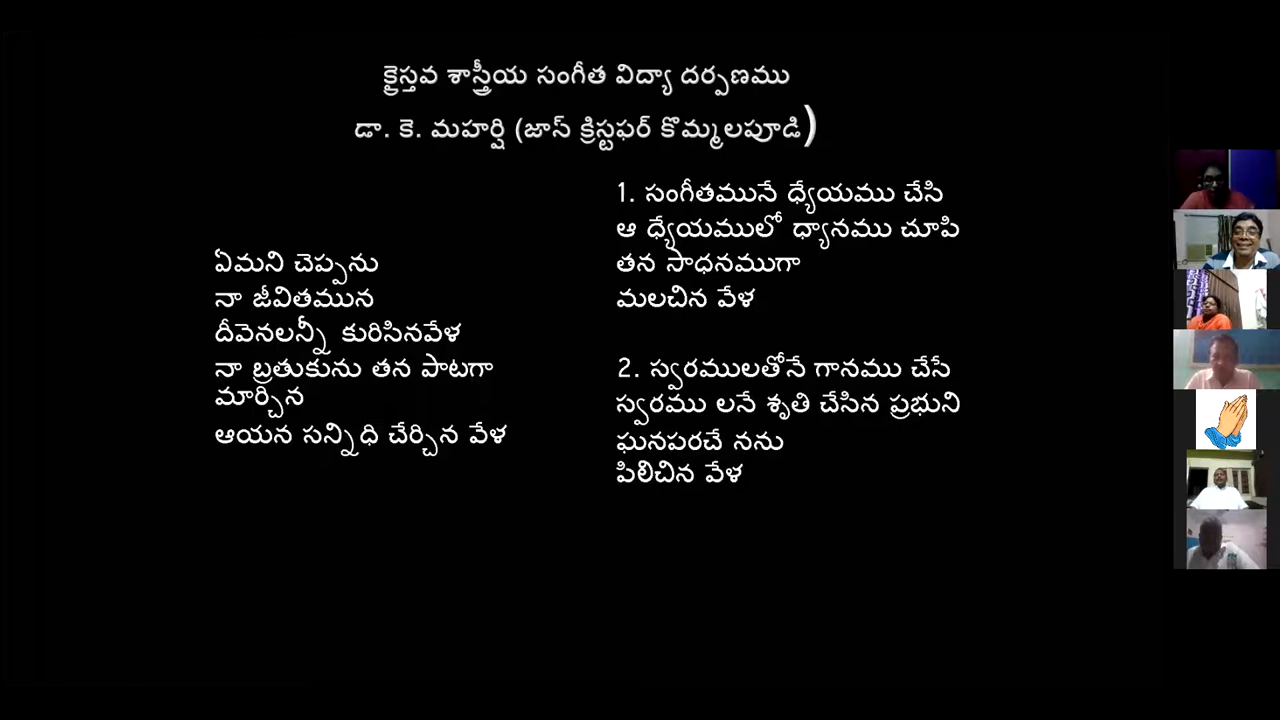 క్రైస్తవ శాస్త్రీయ సంగీత విద్యా దర్పణము
డా. కె. మహర్షి (జాస్ క్రిస్టఫర్ కొమ్మలపూడి)
ఏమని చెప్పను
నా జీవితమున
దీవెనలన్నీ కురిసినవేళ
నా బ్రతుకును తన పాటగా
మార్చిన
ఆయన సన్నిధి చేర్చిన వేళ
1. సంగీతమునే ధ్యేయము చేసి
ఆ ధ్యేయములో ధ్యానము చూపి
తన సాధనముగా
మలచిన వేళ
2. స్వరములతోనే గానము చేసే
స్వరము లనే శృతి చేసిన ప్రభుని
ఘనపరచే నను
పిలిచిన వేళ